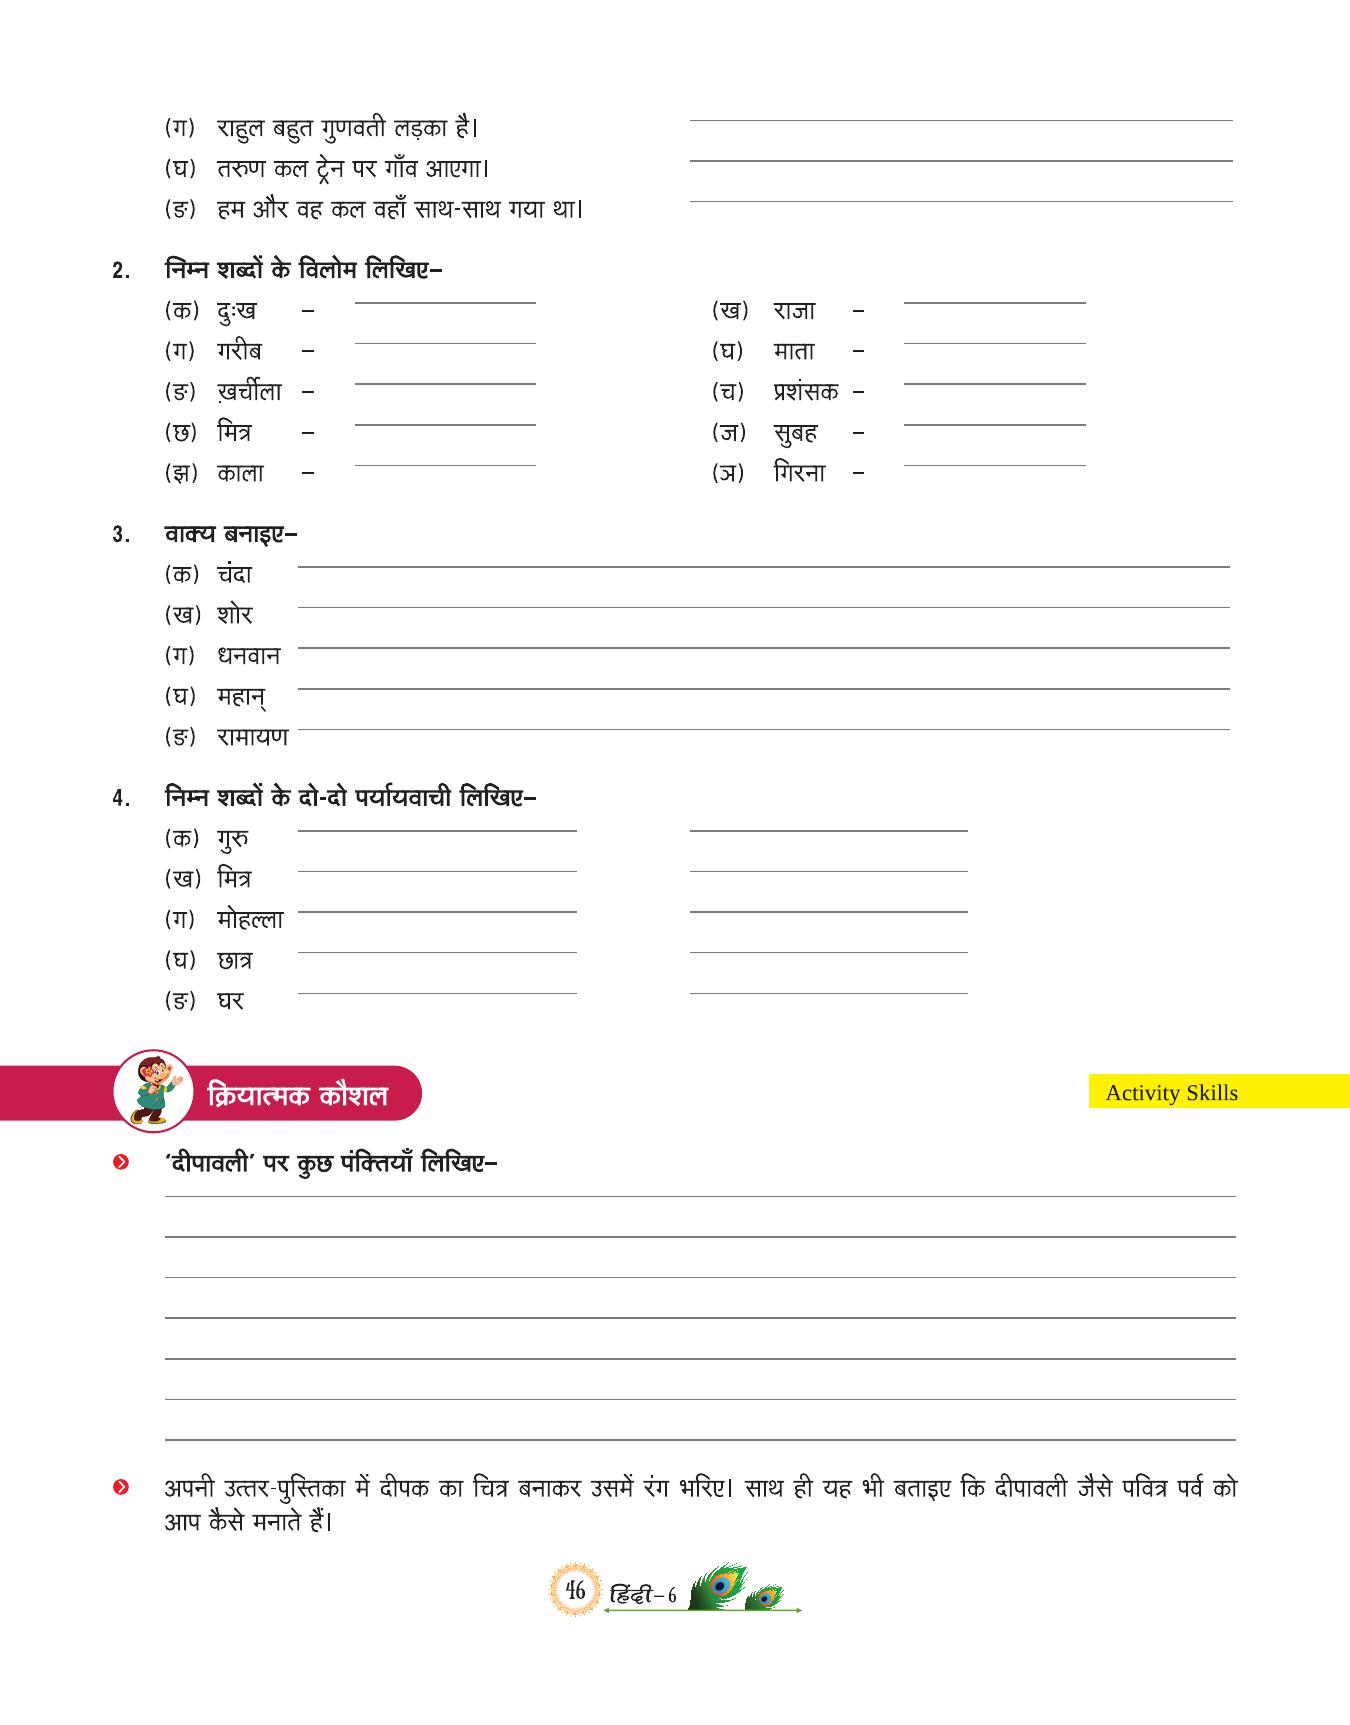 (ग) राहुल बहुत गुणवती लड़का है।
(घ) तरुण कल ट्रेन पर गाँव आएगा।
(ङ) हम और वह कल वहाँ साथ-साथ गया था।
2. निम्न शब्दों के विलोम लिखिए–
(क) दुःख – (ख) राजा –
(ग) गरीब – (घ) माता –
(ङ) ख़र्चीला – (च) प्रशंसक –
(छ) मित्र – (ज) सुबह –
(झ) काला – (ञ) गिरना –
3. वाक्य बनाइए–
(क) चंदा
(ख) शोर
(ग) धनवान
(घ) महान्
(ङ) रामायण
4. निम्न शब्दों के दो-दो पर्यायवाची लिखिए–
(क) गुरु
(ख) मित्र
(ग) मोहल्ला
(घ) छात्र
(ङ) घर
क्रियात्मक कौशल Activity Skills
‘दीपावली’ पर कुछ पंक्तियाँ लिखिए–
अपनी उत्तर-पुस्तिका में दीपक का चित्र बनाकर उसमें रंग भरिए। साथ ही यह भी बताइए कि दीपावली जैसे पवित्र पर्व को
आप कैसे मनाते हैं।
46 हिंदी–6